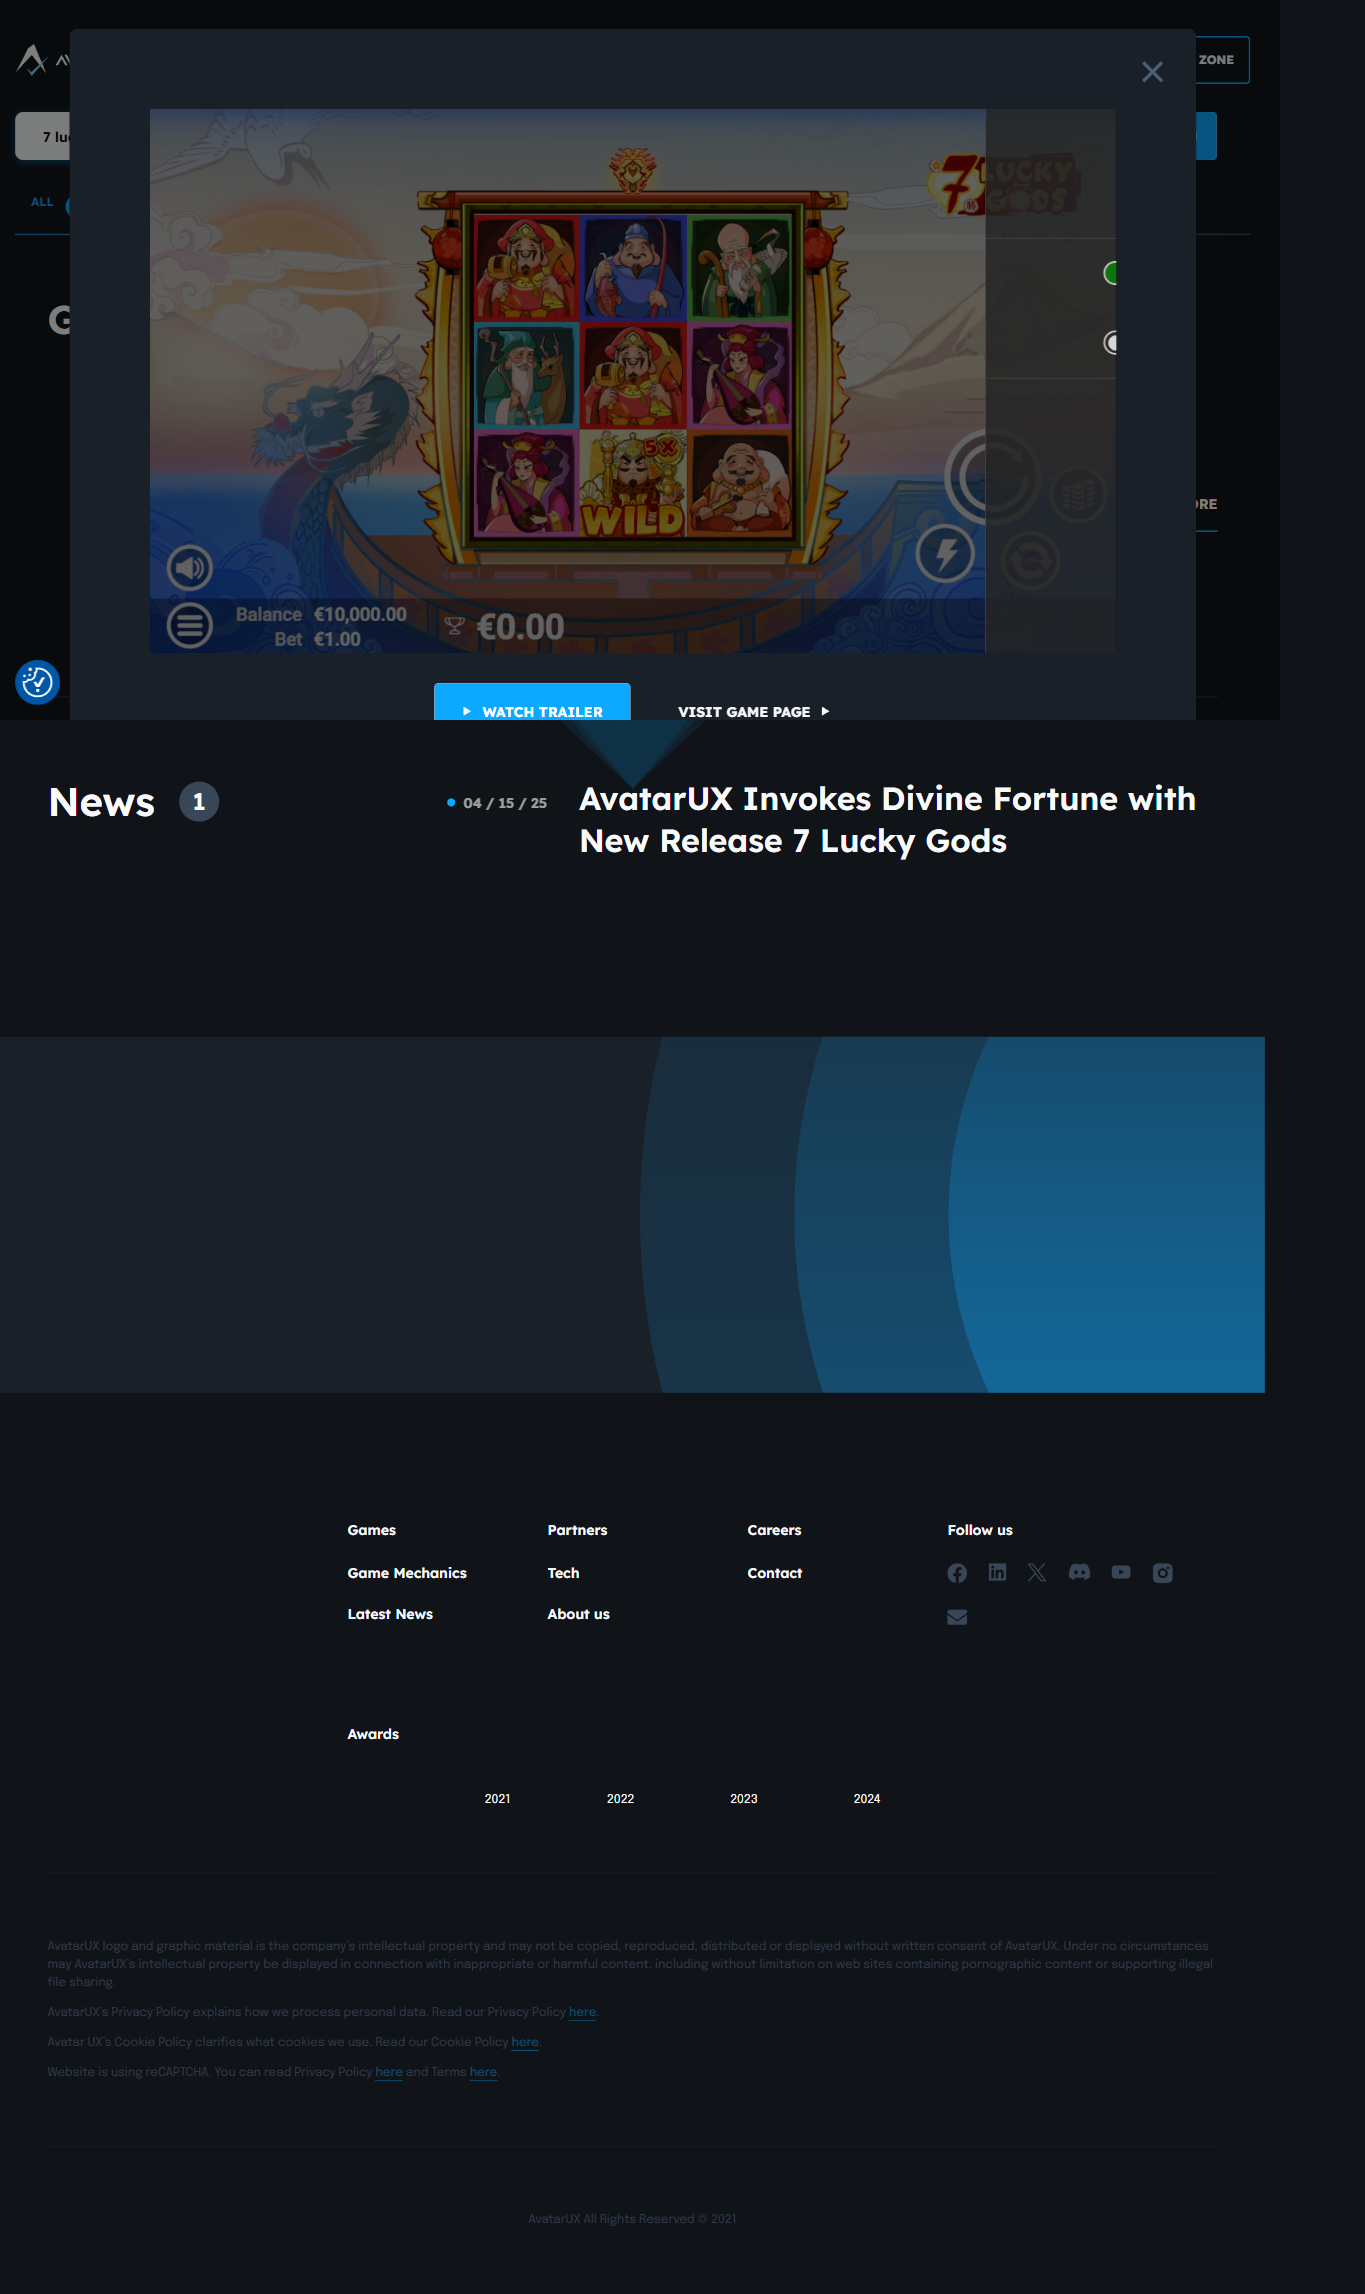 ZONE
7 lu
ALL
G
7 LUCKY
GODS
5X
WILD
ORE
Balance €10,000.00
Bet €1.00
€0.00
WATCH TRAILER
VISIT GAME PAGE
News 1
04 / 15 / 25
AvatarUX Invokes Divine Fortune with
New Release 7 Lucky Gods
Games
Partners
Careers
Follow us
Game Mechanics
Tech
Contact
Latest News
About us
Awards
2021
2022
2023
2024
AvatarUX logo and graphic material is the company's intellectual property and may not be copied, reproduced, distributed or displayed without written consent of AvatarUX. Under no circumstances
may AvatarUX's intellectual property be displayed in connection with inappropriate or harmful content, including without limitation on web sites containing pornographic content or supporting illegal
file sharing.
AvatarUX's Privacy Policy explains how we process personal data. Read our Privacy Policy here.
Avatar UX's Cookie Policy clarifies what cookies we use. Read our Cookie Policy here.
Website is using reCAPTCHA. You can read Privacy Policy here and Terms here.
AvatarUX All Rights Reserved © 2021